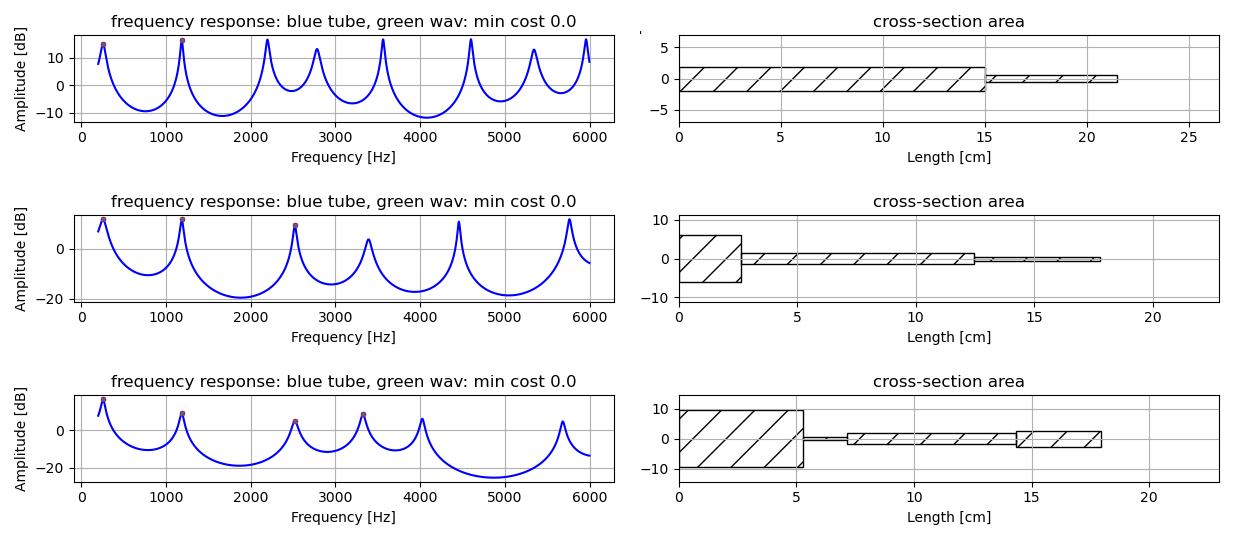 frequency response: blue tube, green wav: min cost 0.0
Amplitude [dB]
10
0
−10
0 1000 2000 3000 4000 5000 6000
Frequency [Hz]
cross-section area
5
0
−5
0 5 10 15 20 25
Length [cm]
frequency response: blue tube, green wav: min cost 0.0
Amplitude [dB]
0
−20
0 1000 2000 3000 4000 5000 6000
Frequency [Hz]
cross-section area
10
0
−10
0 5 10 15 20
Length [cm]
frequency response: blue tube, green wav: min cost 0.0
Amplitude [dB]
0
−20
0 1000 2000 3000 4000 5000 6000
Frequency [Hz]
cross-section area
10
0
−10
0 5 10 15 20
Length [cm]